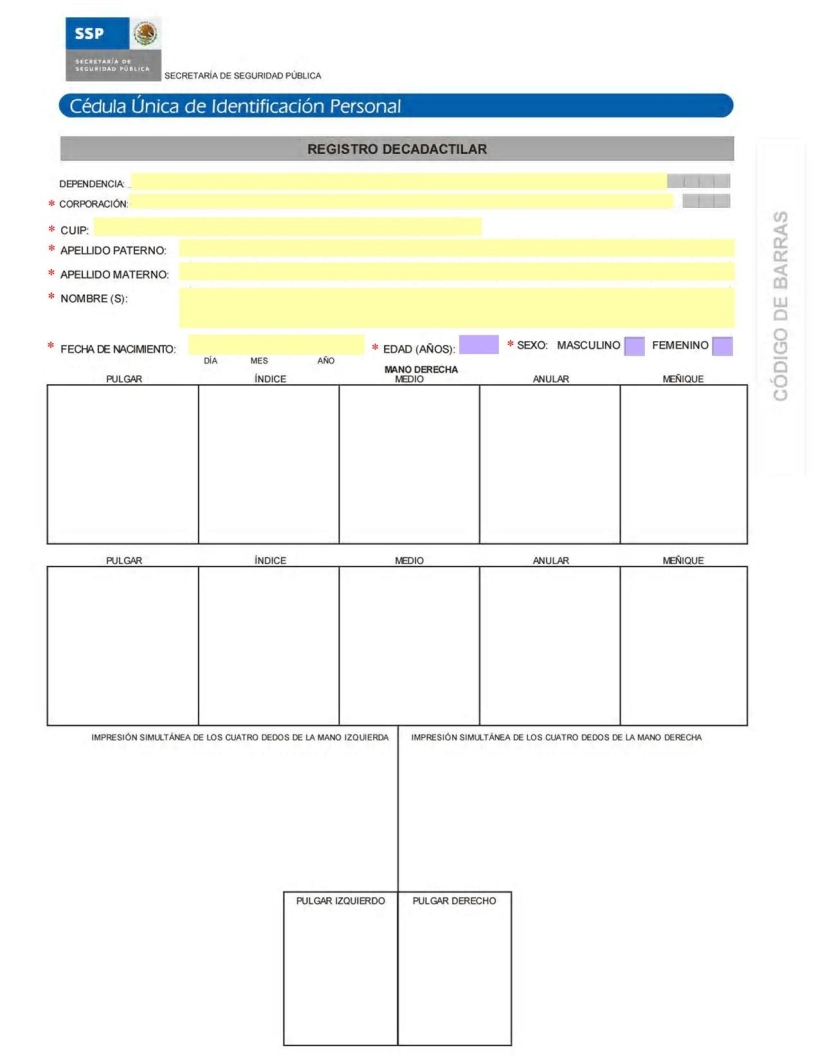 SSP
SECRETARÍA DE
SEGURIDAD PÚBLICA
SECRETARÍA DE SEGURIDAD PÚBLICA
Cédula Única de Identificación Personal
REGISTRO DECADACTILAR
DEPENDENCIA:
* CORPORACIÓN:
* CUIP:
* APELLIDO PATERNO:
* APELLIDO MATERNO:
* NOMBRE (S):
* FECHA DE NACIMIENTO: * EDAD (AÑOS): * SEXO: MASCULINO FEMENINO
DÍA MES AÑO
MANO DERECHA
PULGAR ÍNDICE MEDIO ANULAR MEÑIQUE
PULGAR ÍNDICE MEDIO ANULAR MEÑIQUE
IMPRESIÓN SIMULTÁNEA DE LOS CUATRO DEDOS DE LA MANO IZQUIERDA IMPRESIÓN SIMULTÁNEA DE LOS CUATRO DEDOS DE LA MANO DERECHA
PULGAR IZQUIERDO PULGAR DERECHO
CÓDIGO DE BARRAS